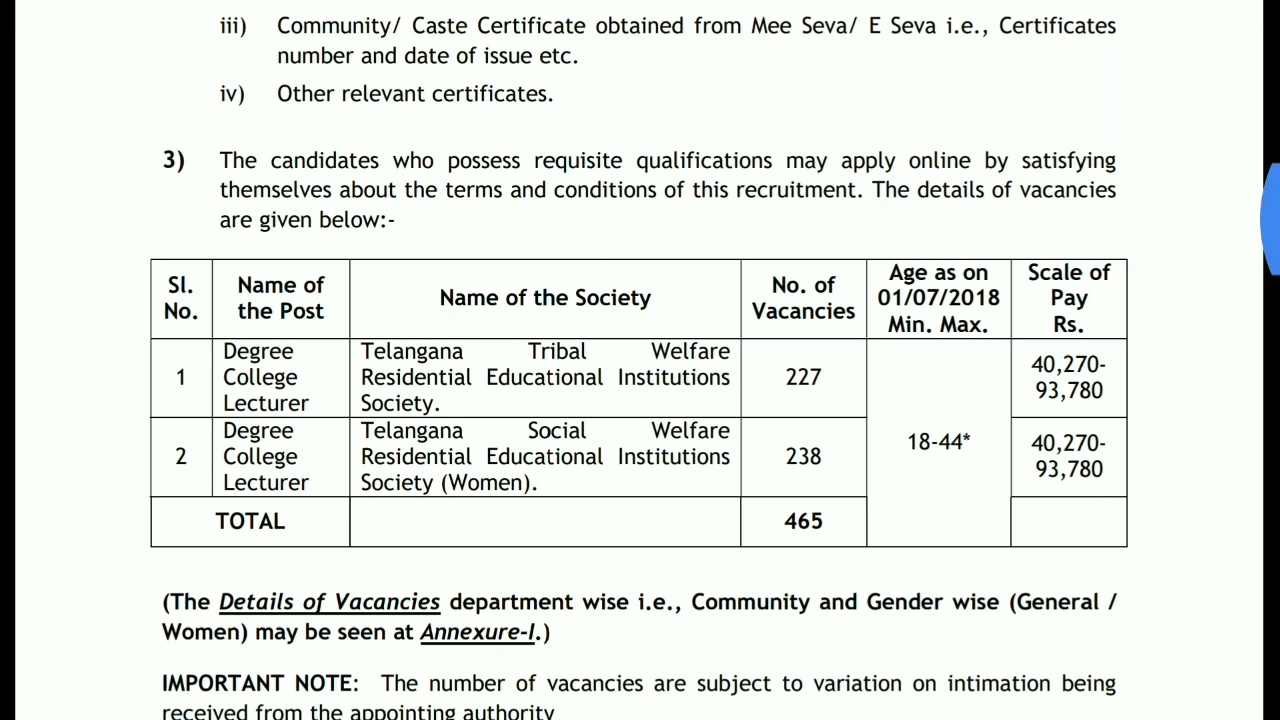 iii) Community/ Caste Certificate obtained from Mee Seva/ E Seva i.e., Certificates
number and date of issue etc.
iv) Other relevant certificates.
3) The candidates who possess requisite qualifications may apply online by satisfying
themselves about the terms and conditions of this recruitment. The details of vacancies
are given below:-
Sl. No. Name of the Post Name of the Society No. of Vacancies Age as on 01/07/2018 Min. Max. Scale of Pay Rs.
1 Degree College Lecturer Telangana Tribal Welfare Residential Educational Institutions Society. 227 18-44* 40,270-93,780
2 Degree College Lecturer Telangana Social Welfare Residential Educational Institutions Society (Women). 238 40,270-93,780
TOTAL 465
(The Details of Vacancies department wise i.e., Community and Gender wise (General /
Women) may be seen at Annexure-I.)
IMPORTANT NOTE: The number of vacancies are subject to variation on intimation being
received from the appointing authority